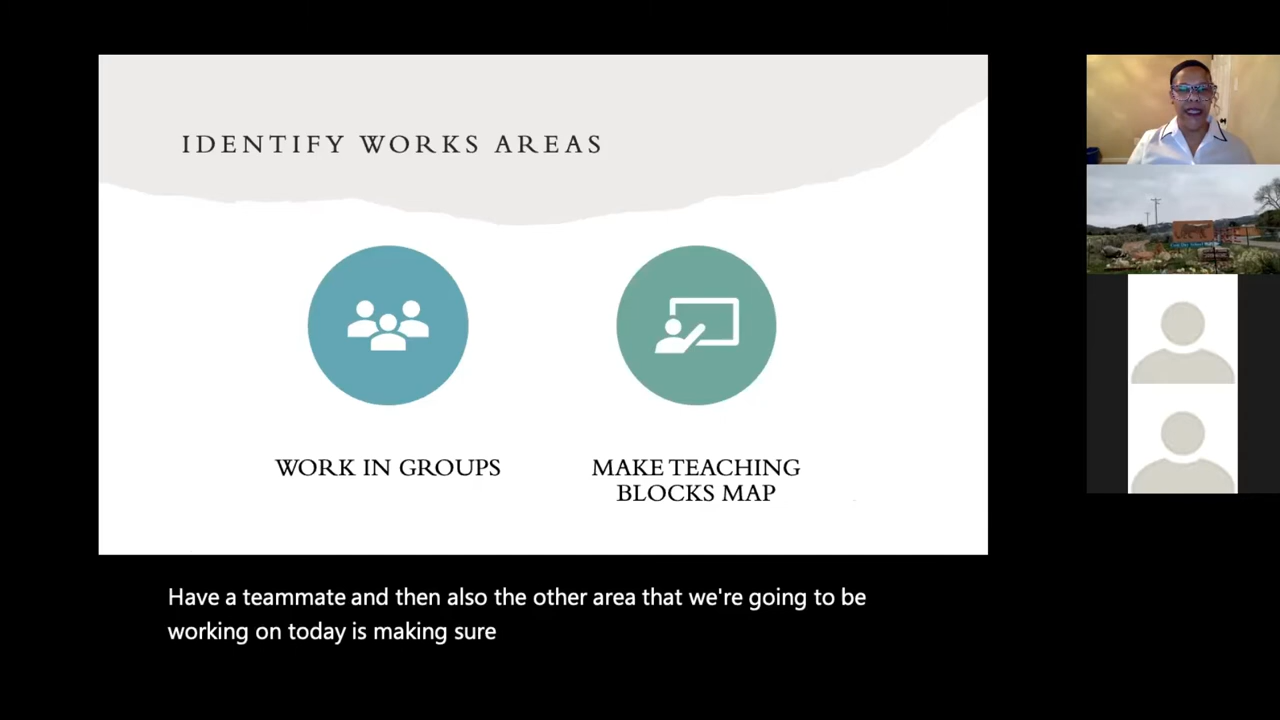 IDENTIFY WORKS AREAS
WORK IN GROUPS
MAKE TEACHING
BLOCKS MAP
Have a teammate and then also the other area that we're going to be
working on today is making sure